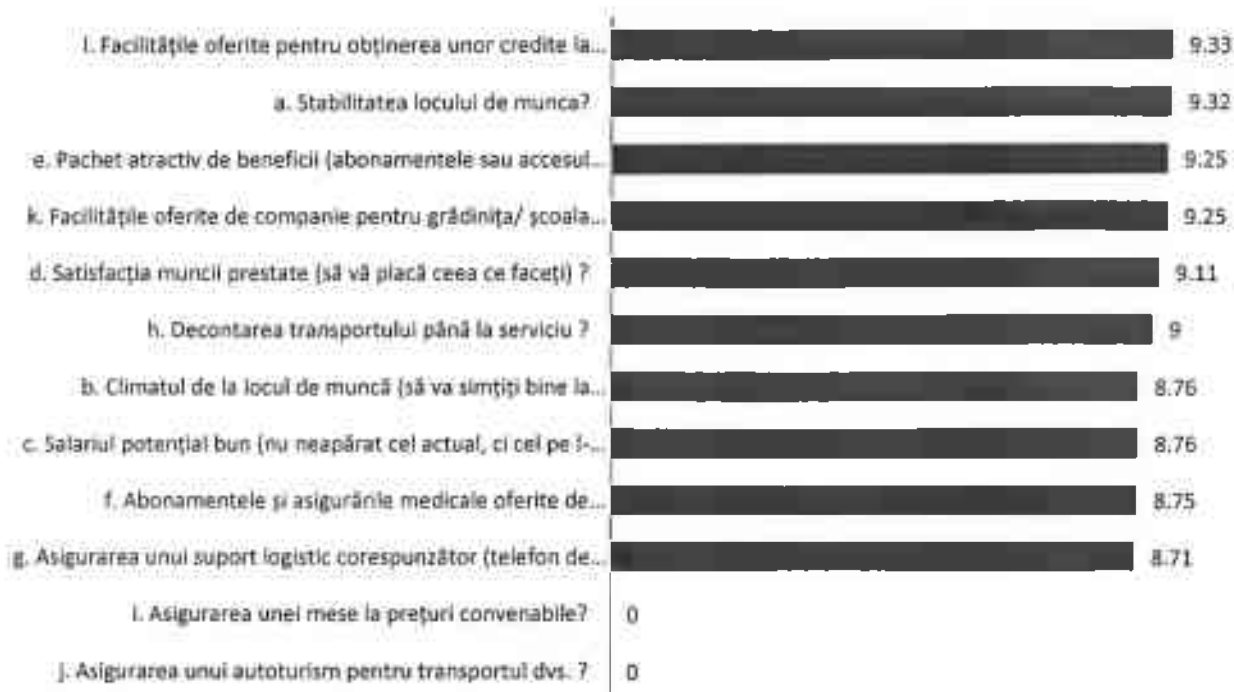 l. Facilitățile oferite pentru obținerea unor credite la... 9.33
a. Stabilitatea locului de munca? 9.32
e. Pachet atractiv de beneficii (abonamentele sau accesul... 9.25
k. Facilitățile oferite de companie pentru grădinița/ școala... 9.25
d. Satisfacția muncii prestate (să vă placă ceea ce faceți) ? 9.11
h. Decontarea transportului până la serviciu ? 9
b. Climatul de la locul de muncă (să va simțiți bine la... 8.76
c. Salariul potențial bun (nu neapărat cel actual, ci cel pe i-... 8.76
f. Abonamentele și asigurările medicale oferite de... 8.75
g. Asigurarea unui suport logistic corespunzător (telefon de... 8.71
i. Asigurarea unei mese la prețuri convenabile? 0
j. Asigurarea unui autoturism pentru transportul dvs. ? 0